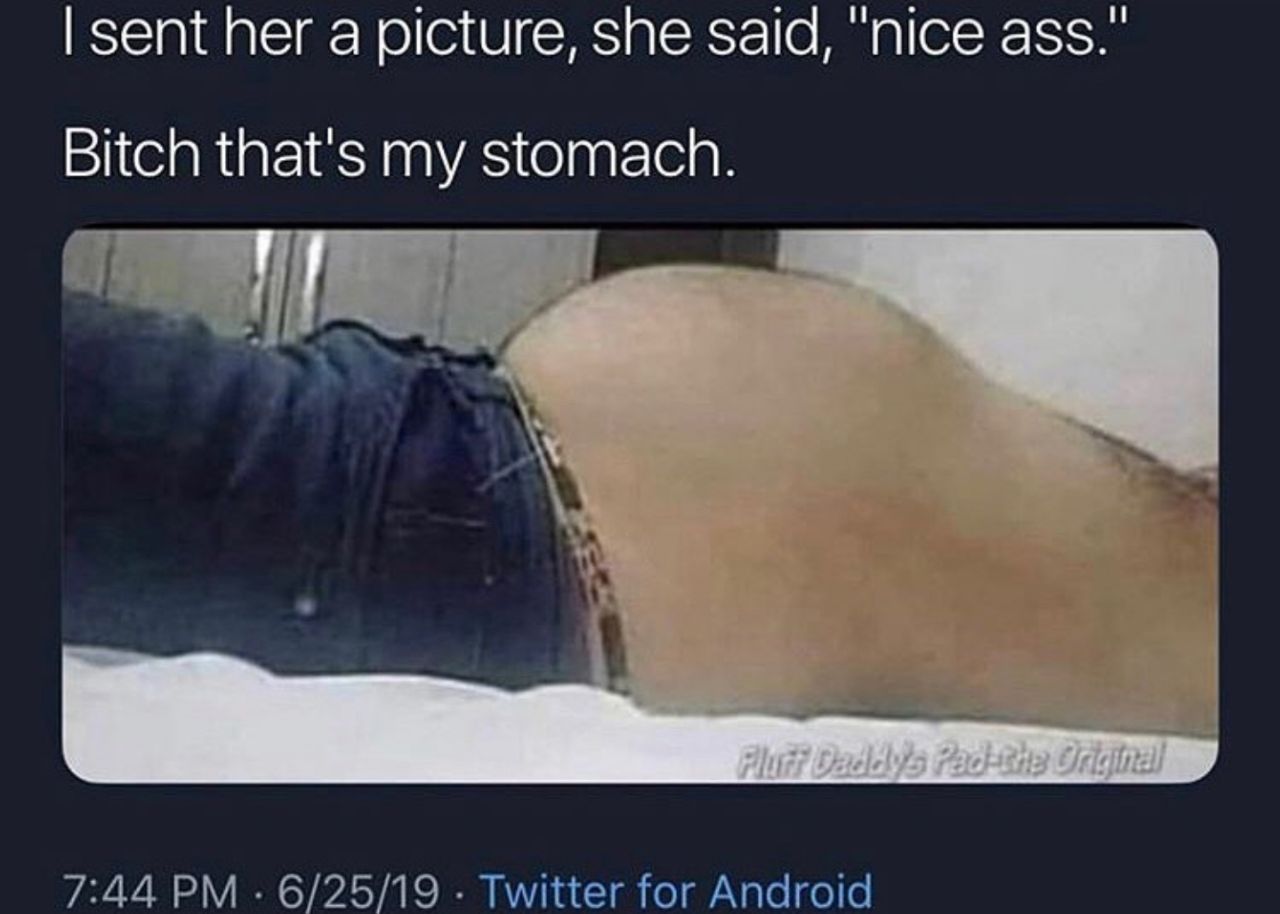 I sent her a picture, she said, "nice ass."
Bitch that's my stomach.
Fluff Daddy's Pad-the Original
7:44 PM · 6/25/19 · Twitter for Android